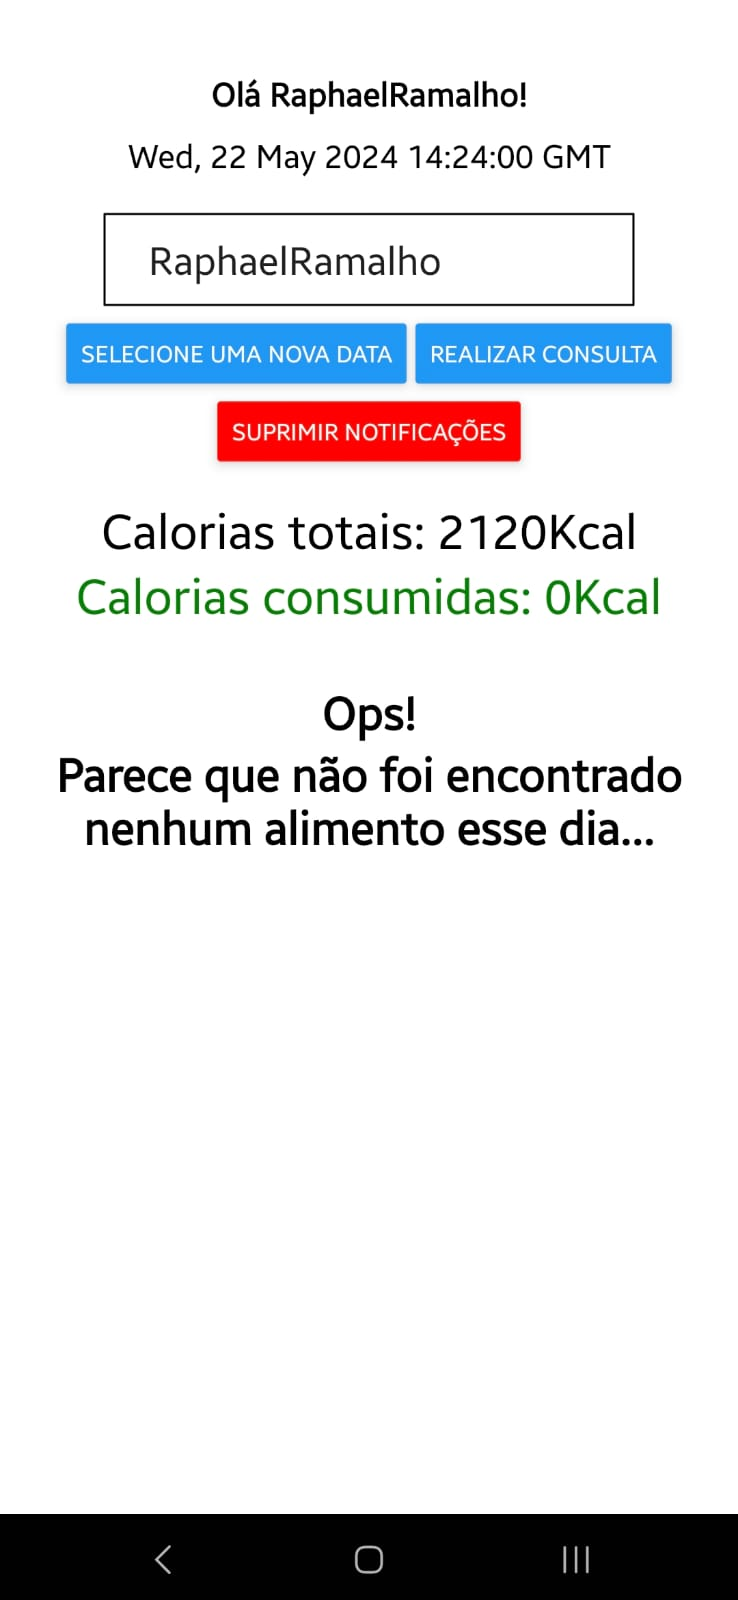 Olá RaphaelRamalho!
Wed, 22 May 2024 14:24:00 GMT
RaphaelRamalho
SELECIONE UMA NOVA DATA REALIZAR CONSULTA
SUPRIMIR NOTIFICAÇÕES
Calorias totais: 2120Kcal
Calorias consumidas: 0Kcal
Ops!
Parece que não foi encontrado
nenhum alimento esse dia...